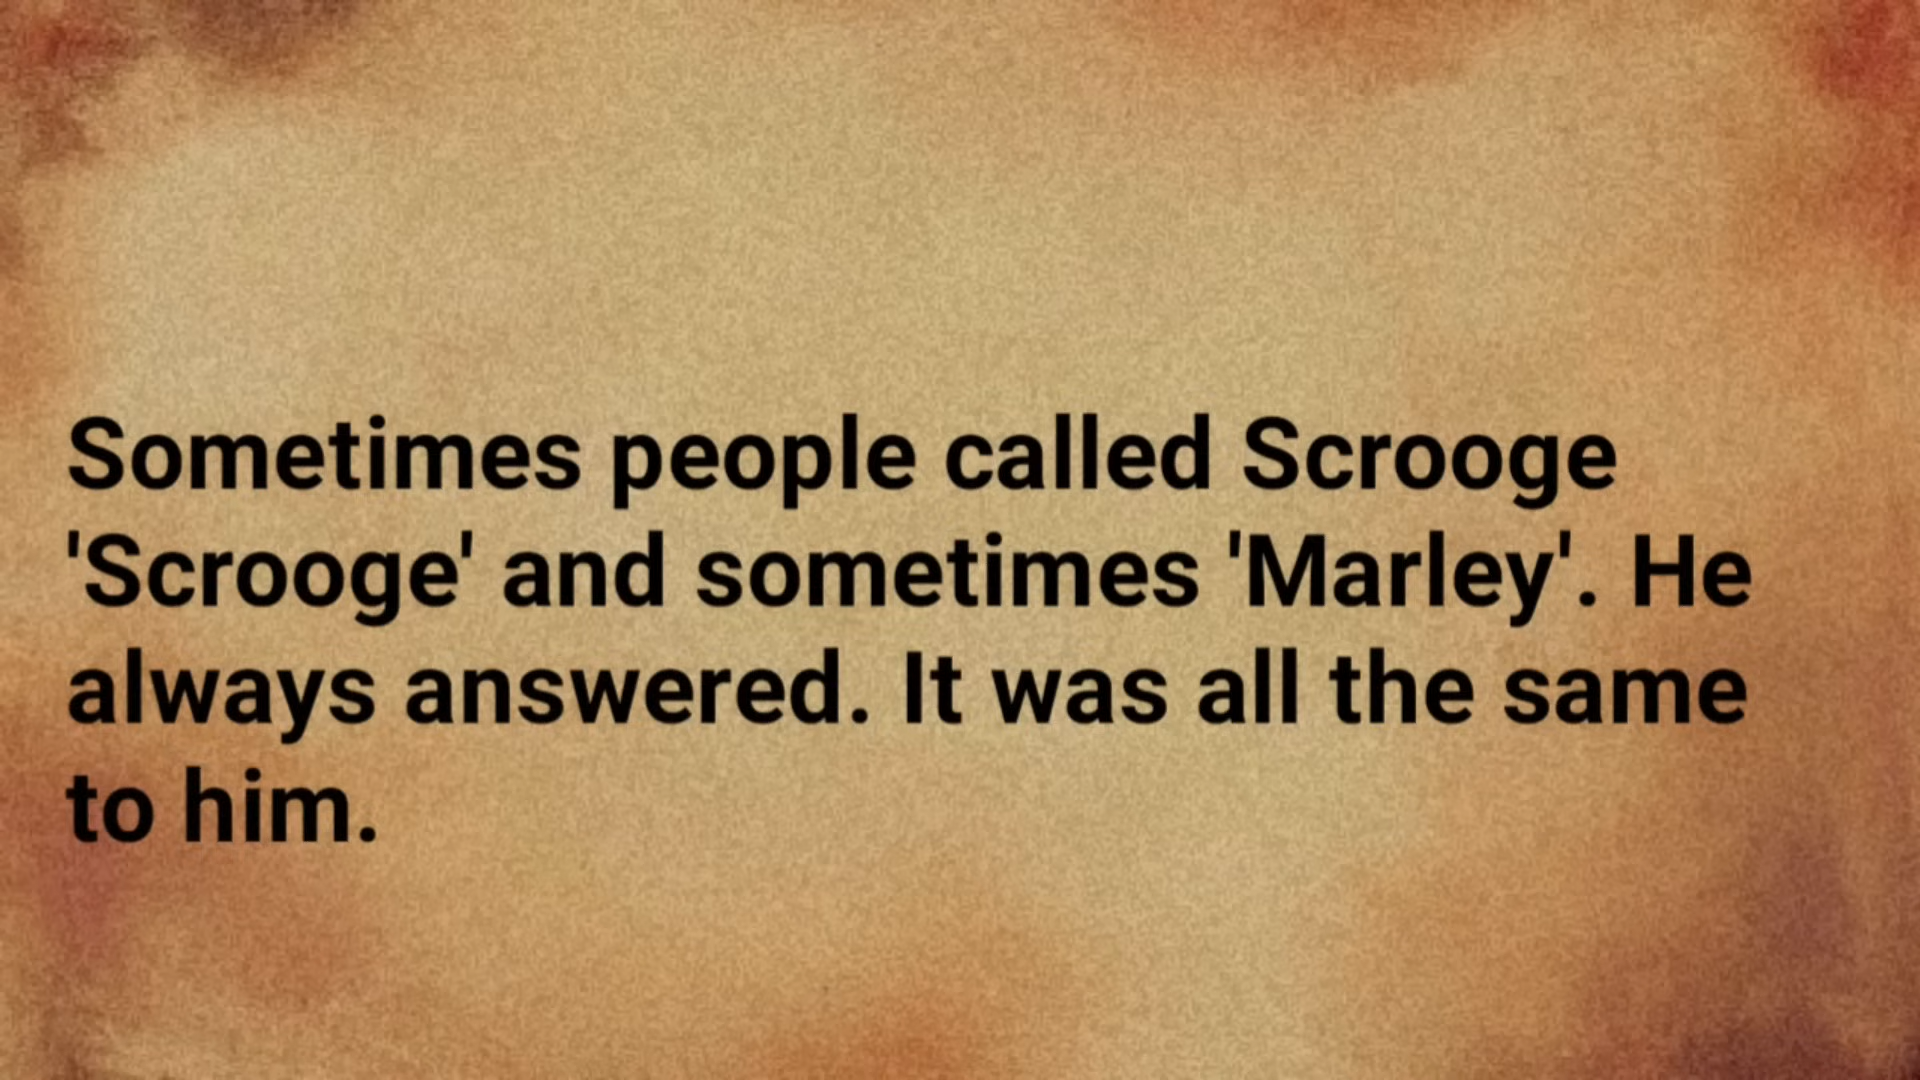 Sometimes people called Scrooge
'Scrooge' and sometimes 'Marley'. He
always answered. It was all the same
to him.